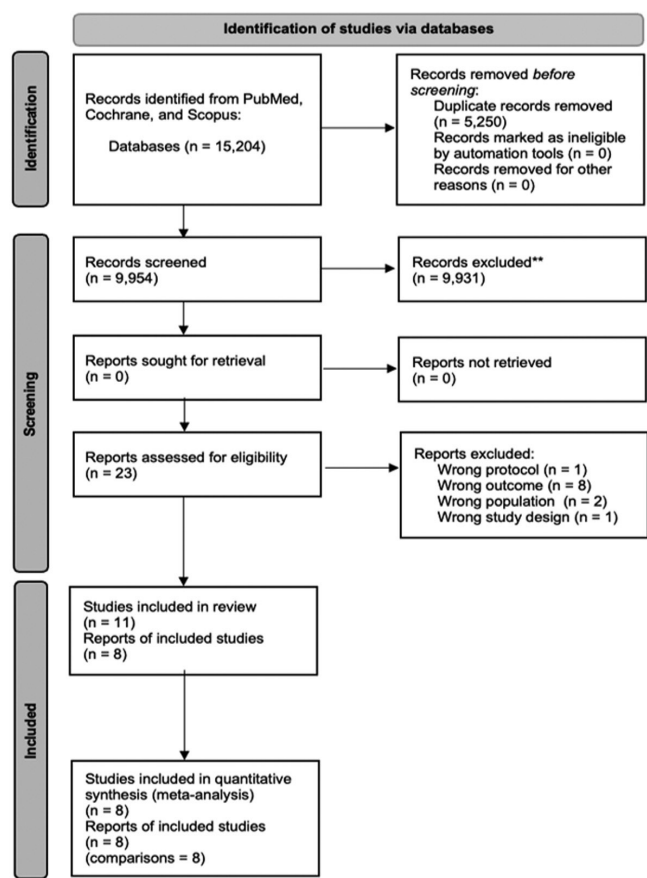 Identification of studies via databases
Identification
Records identified from PubMed,
Cochrane, and Scopus:
Databases (n = 15,204)
Records removed before
screening:
Duplicate records removed
(n = 5,250)
Records marked as ineligible
by automation tools (n = 0)
Records removed for other
reasons (n = 0)
Screening
Records screened
(n = 9,954)
Records excluded**
(n = 9,931)
Reports sought for retrieval
(n = 0)
Reports not retrieved
(n = 0)
Reports assessed for eligibility
(n = 23)
Reports excluded:
Wrong protocol (n = 1)
Wrong outcome (n = 8)
Wrong population (n = 2)
Wrong study design (n = 1)
Included
Studies included in review
(n = 11)
Reports of included studies
(n = 8)
Studies included in quantitative
synthesis (meta-analysis)
(n = 8)
Reports of included studies
(n = 8)
(comparisons = 8)